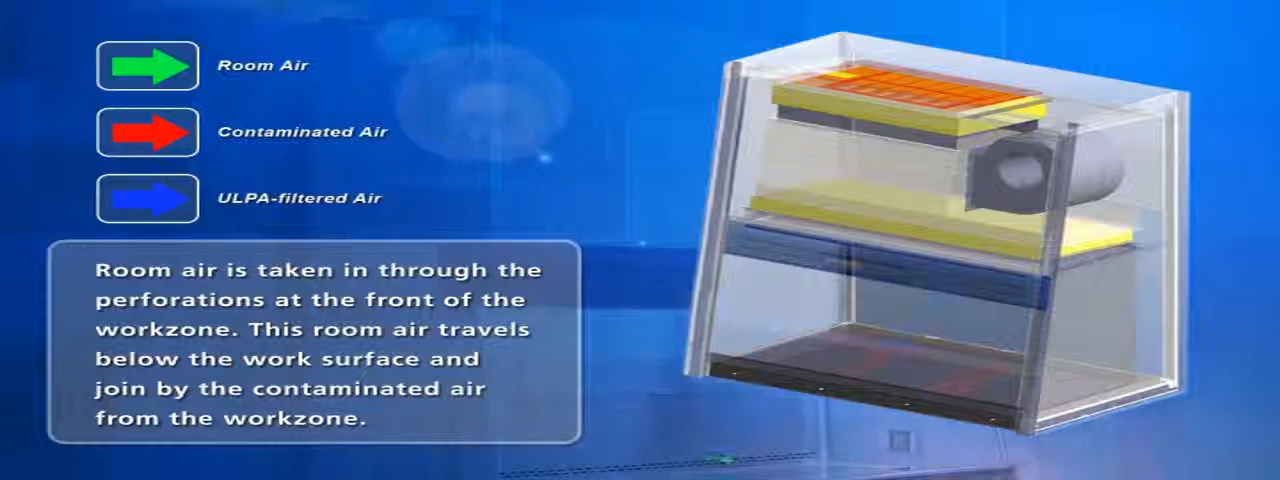 Room Air
Contaminated Air
ULPA-filtered Air
Room air is taken in through the
perforations at the front of the
workzone. This room air travels
below the work surface and
join by the contaminated air
from the workzone.